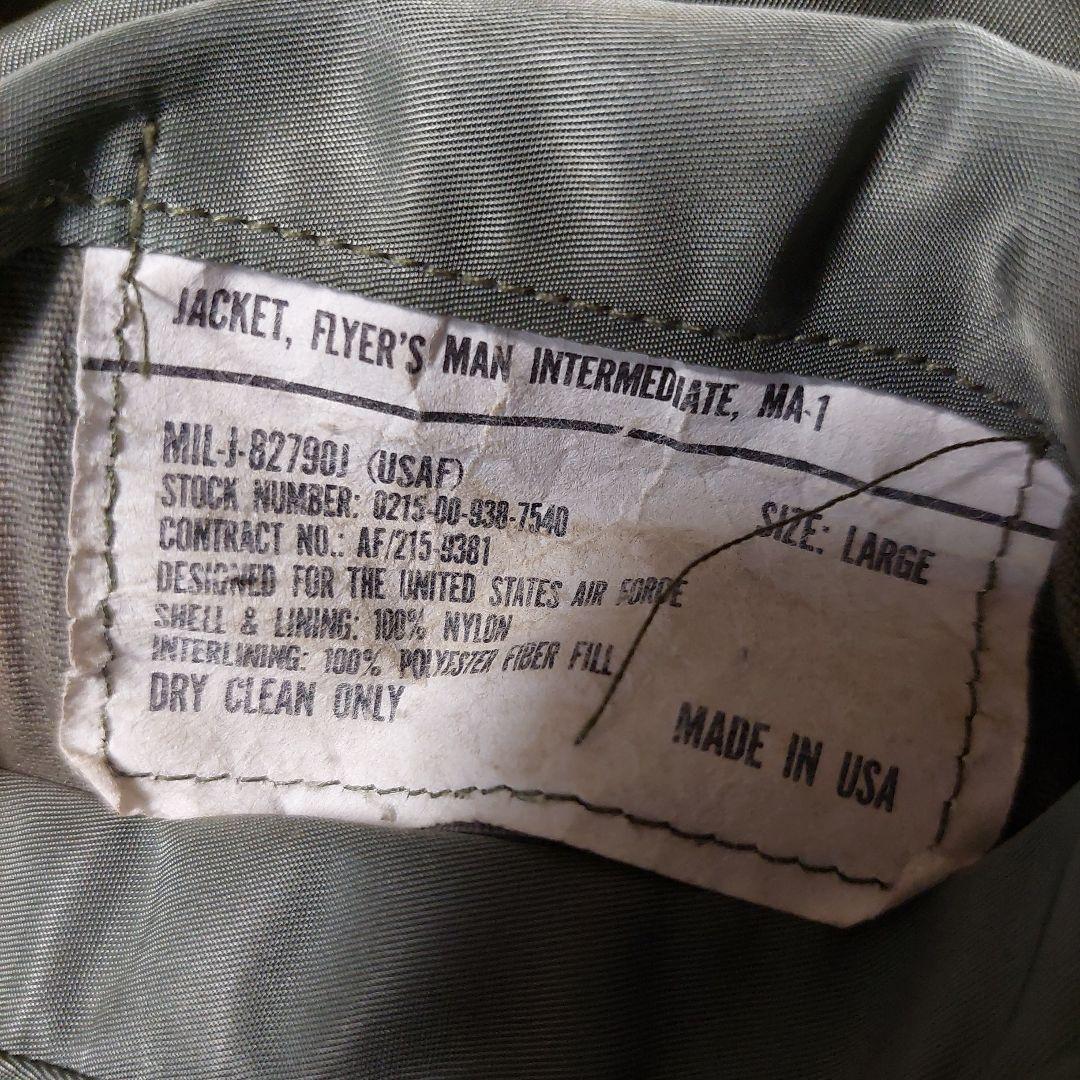 JACKET, FLYER'S MAN INTERMEDIATE, MA-1
MIL-J-82790J (USAF)
STOCK NUMBER: 0215-00-938-7540
SIZE: LARGE
CONTRACT NO.: AF/215-9381
DESIGNED FOR THE UNITED STATES AIR FORCE
SHELL & LINING: 100% NYLON
INTERLINING: 100% POLYESTER FIBER FILL
DRY CLEAN ONLY
MADE IN USA